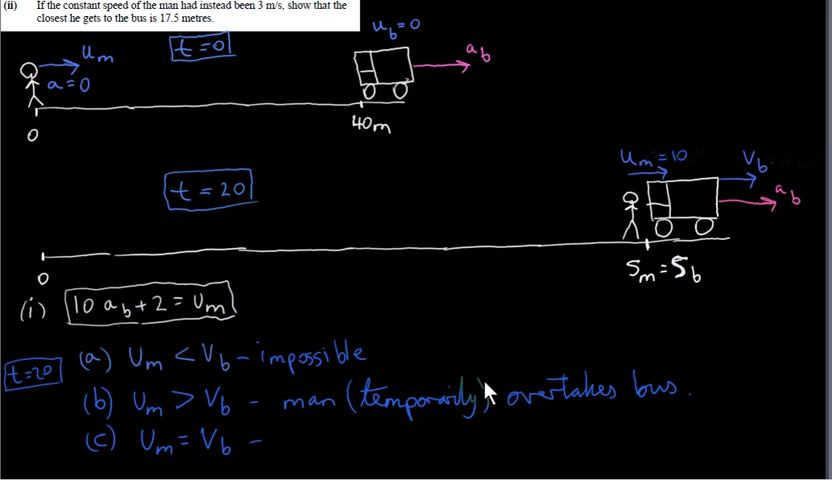 (ii) If the constant speed of the man had instead been 3 m/s, show that the
closest he gets to the bus is 17.5 metres.
u_b = 0
t = 0
u_m
a_b
a = 0
0
40m
u_m = 10
v_b
t = 20
a_b
0
S_m = S_b
(i) 10 a_b + 2 = u_m
t = 20
(a) u_m < v_b - impossible
(b) u_m > v_b - man (temporarily) overtakes bus.
(c) u_m = v_b -